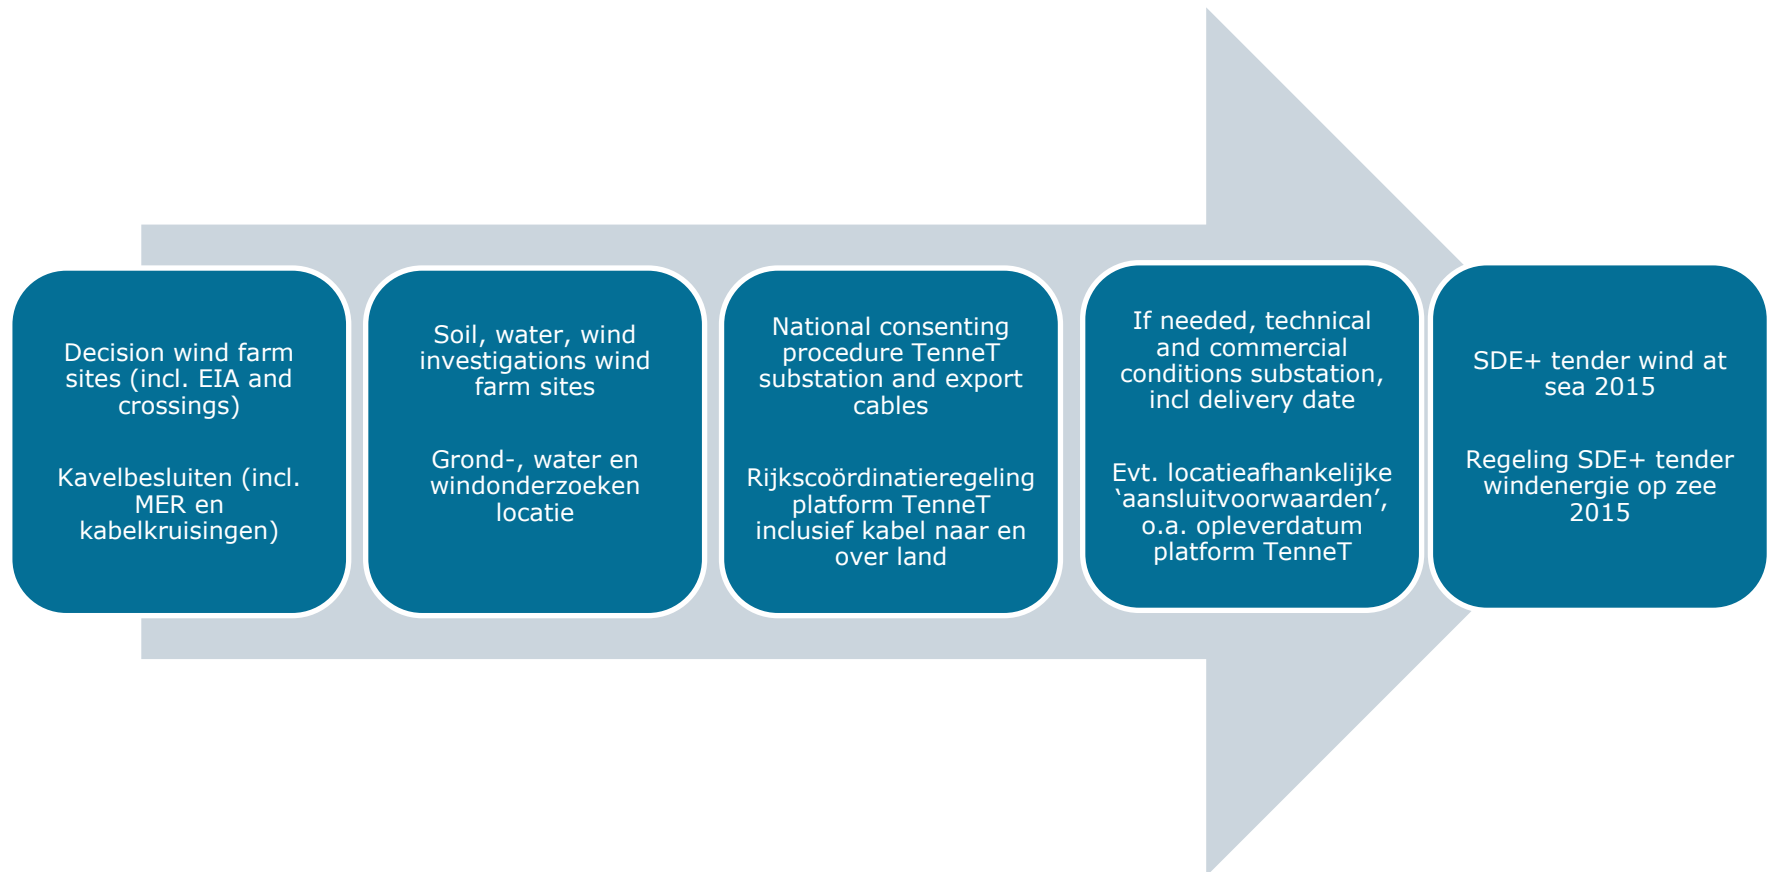 Decision wind farm
sites (incl. EIA and
crossings)
Kavelbesluiten (incl.
MER en
kabelkruisingen)
Soil, water, wind
investigations wind
farm sites
Grond-, water en
windonderzoeken
locatie
National consenting
procedure TenneT
substation and export
cables
Rijkscoördinatieregeling
platform TenneT
inclusief kabel naar en
over land
If needed, technical
and commercial
conditions substation,
incl delivery date
Evt. locatieafhankelijke
‘aansluitvoorwaarden’,
o.a. opleverdatum
platform TenneT
SDE+ tender wind at
sea 2015
Regeling SDE+ tender
windenergie op zee
2015